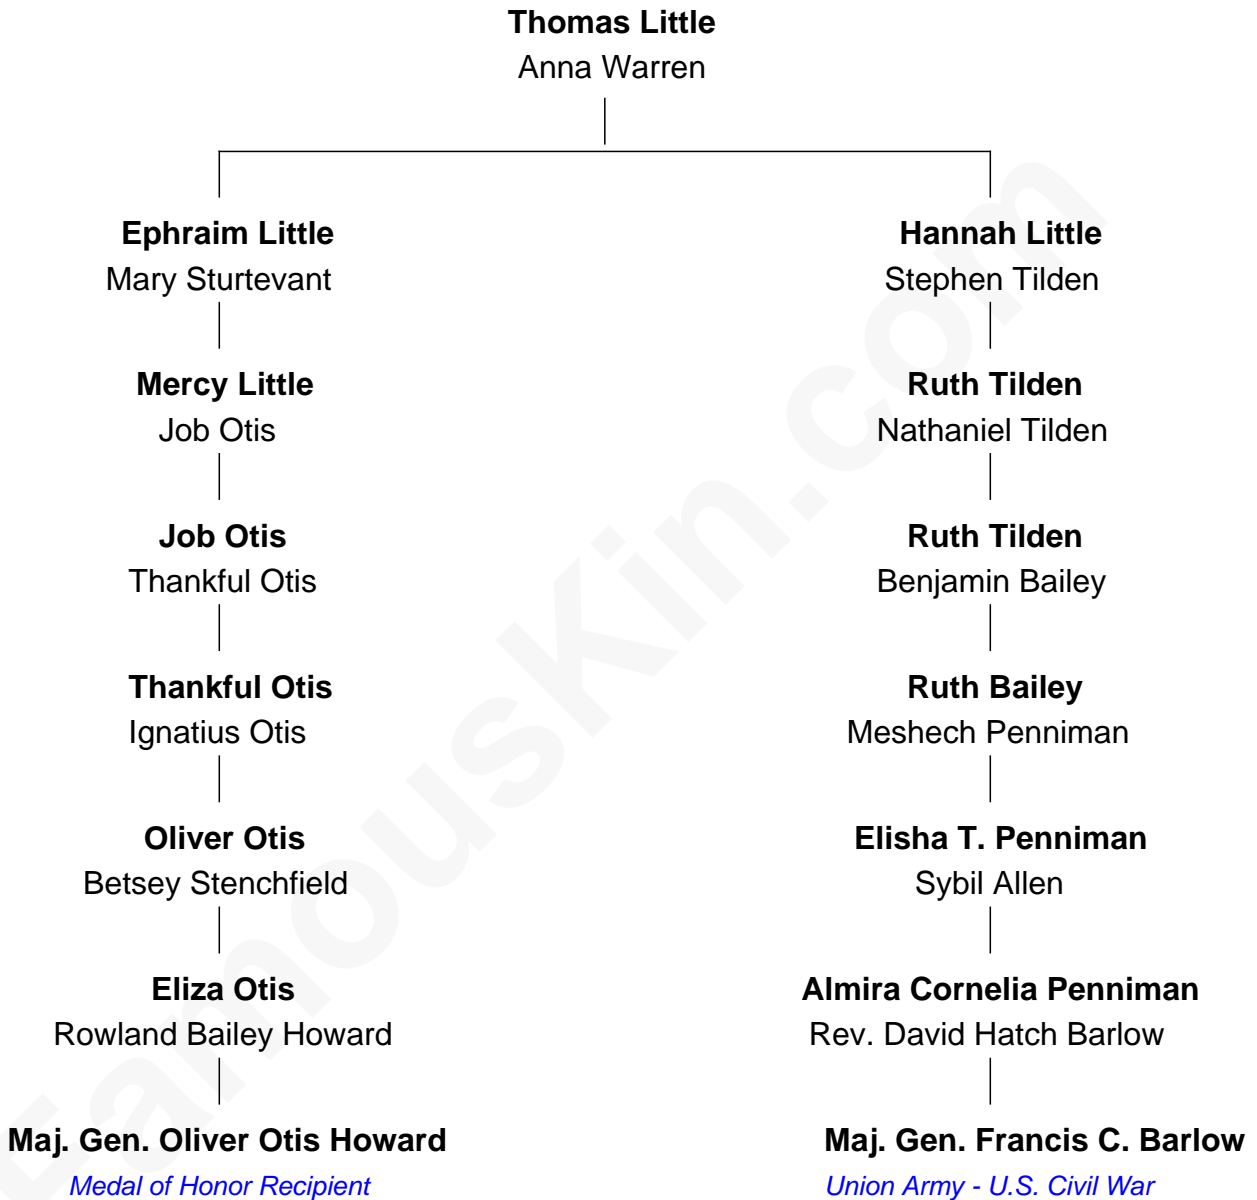 Thomas Little
Anna Warren
Ephraim Little
Mary Sturtevant
Hannah Little
Stephen Tilden
Mercy Little
Job Otis
Ruth Tilden
Nathaniel Tilden
Job Otis
Thankful Otis
Ruth Tilden
Benjamin Bailey
Thankful Otis
Ignatius Otis
Ruth Bailey
Meshech Penniman
Oliver Otis
Betsey Stenchfield
Elisha T. Penniman
Sybil Allen
Eliza Otis
Rowland Bailey Howard
Almira Cornelia Penniman
Rev. David Hatch Barlow
Maj. Gen. Oliver Otis Howard
Medal of Honor Recipient
Maj. Gen. Francis C. Barlow
Union Army - U.S. Civil War
FamousKin.com